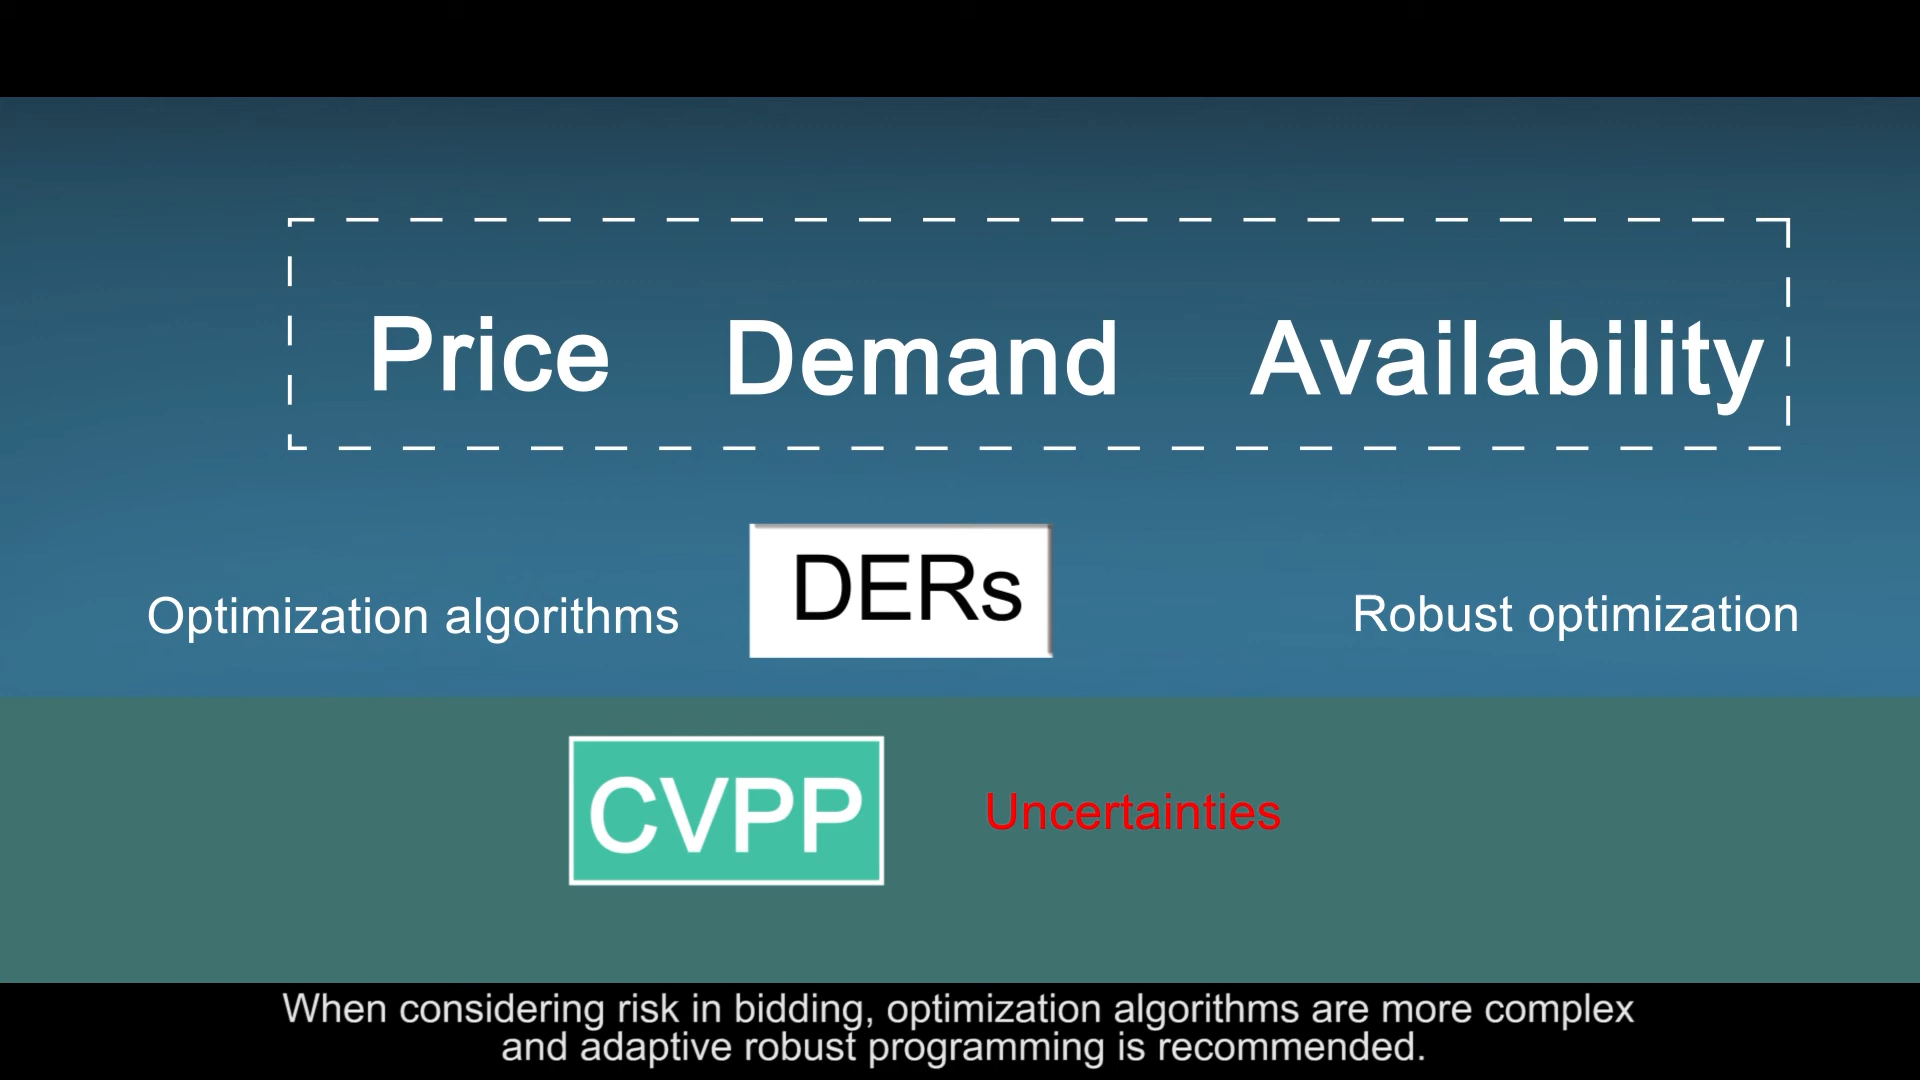 Price Demand Availability
DERs
Optimization algorithms
Robust optimization
CVPP
Uncertainties
When considering risk in bidding, optimization algorithms are more complex
and adaptive robust programming is recommended.